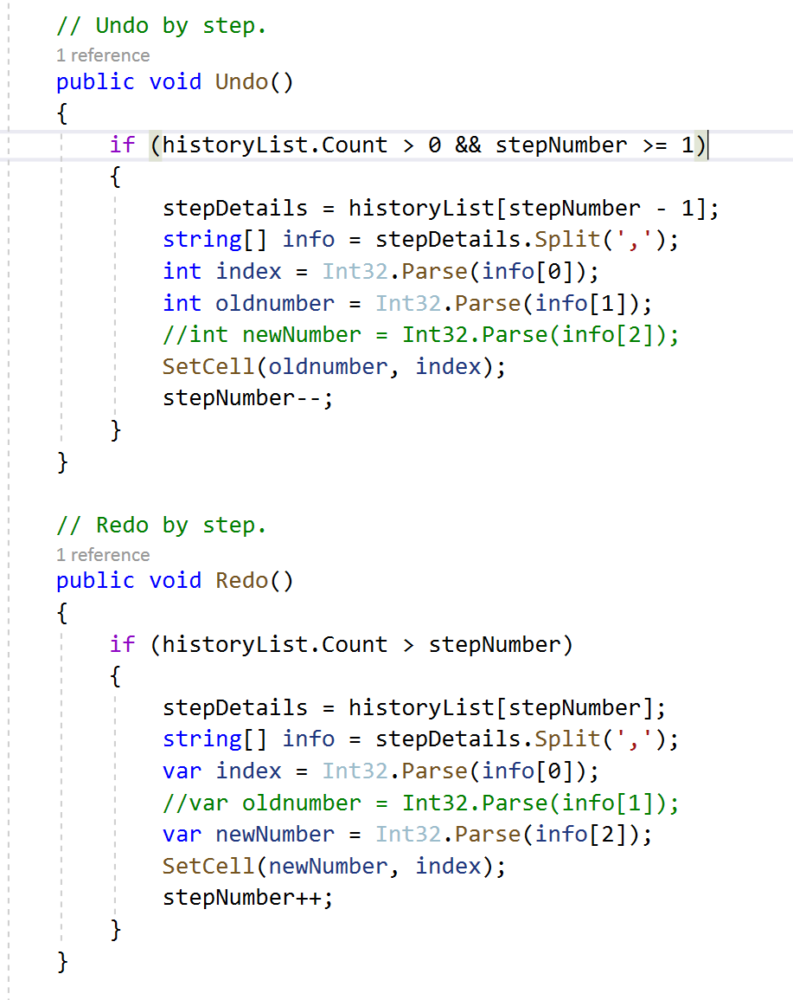 // Undo by step.
1 reference
public void Undo()
{
if (historyList.Count > 0 && stepNumber >= 1)
{
stepDetails = historyList[stepNumber - 1];
string[] info = stepDetails.Split(',');
int index = Int32.Parse(info[0]);
int oldnumber = Int32.Parse(info[1]);
//int newNumber = Int32.Parse(info[2]);
SetCell(oldnumber, index);
stepNumber--;
}
}
// Redo by step.
1 reference
public void Redo()
{
if (historyList.Count > stepNumber)
{
stepDetails = historyList[stepNumber];
string[] info = stepDetails.Split(',');
var index = Int32.Parse(info[0]);
//var oldnumber = Int32.Parse(info[1]);
var newNumber = Int32.Parse(info[2]);
SetCell(newNumber, index);
stepNumber++;
}
}